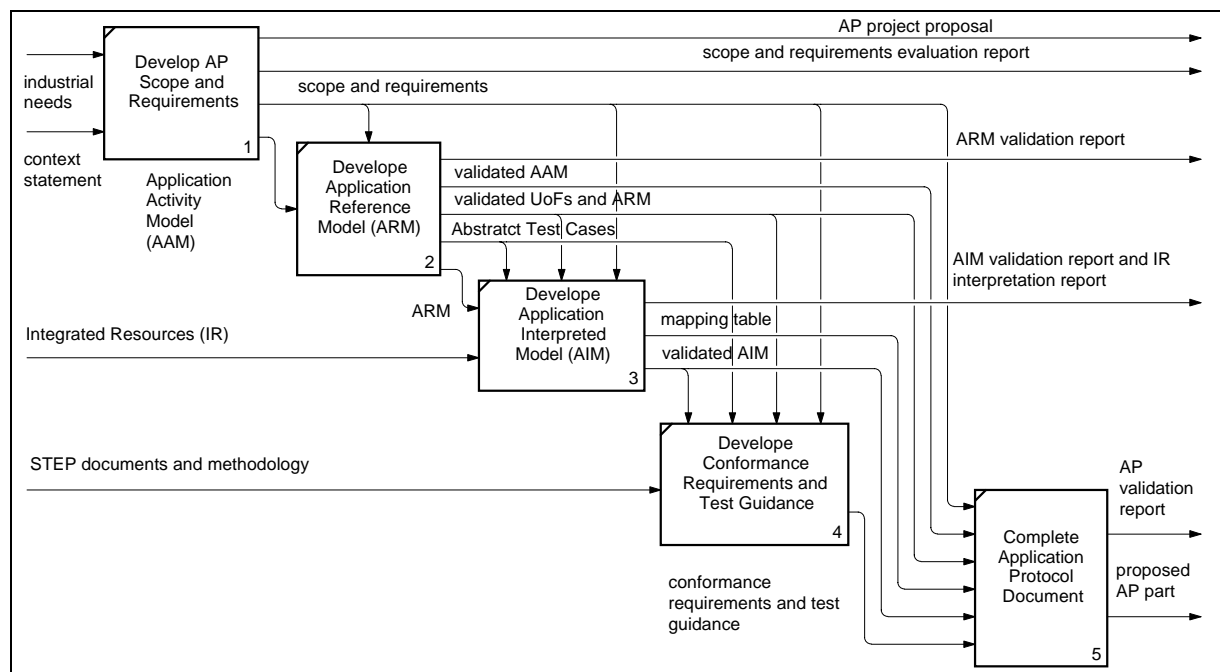 AP project proposal
scope and requirements evaluation report
industrial
needs
context
statement
Develop AP
Scope and
Requirements
1
scope and requirements
Application
Activity
Model
(AAM)
Develope
Application
Reference
Model (ARM)
2
ARM validation report
validated AAM
validated UoFs and ARM
Abstratct Test Cases
ARM
AIM validation report and IR
interpretation report
Integrated Resources (IR)
Develope
Application
Interpreted
Model (AIM)
3
mapping table
validated AIM
STEP documents and methodology
Develope
Conformance
Requirements and
Test Guidance
4
conformance
requirements and test
guidance
Complete
Application
Protocol
Document
5
AP
validation
report
proposed
AP part